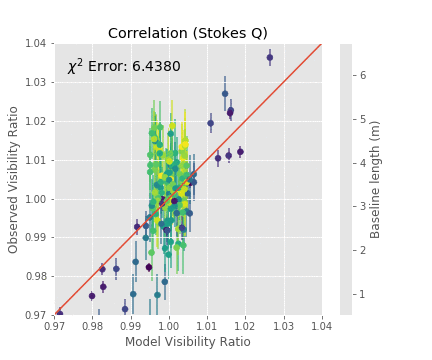 Correlation (Stokes Q)
χ² Error: 6.4380
1.04
1.03
1.02
1.01
1.00
0.99
0.98
0.97
Observed Visibility Ratio
0.97 0.98 0.99 1.00 1.01 1.02 1.03 1.04
Model Visibility Ratio
6
5
4
3
2
1
Baseline length (m)